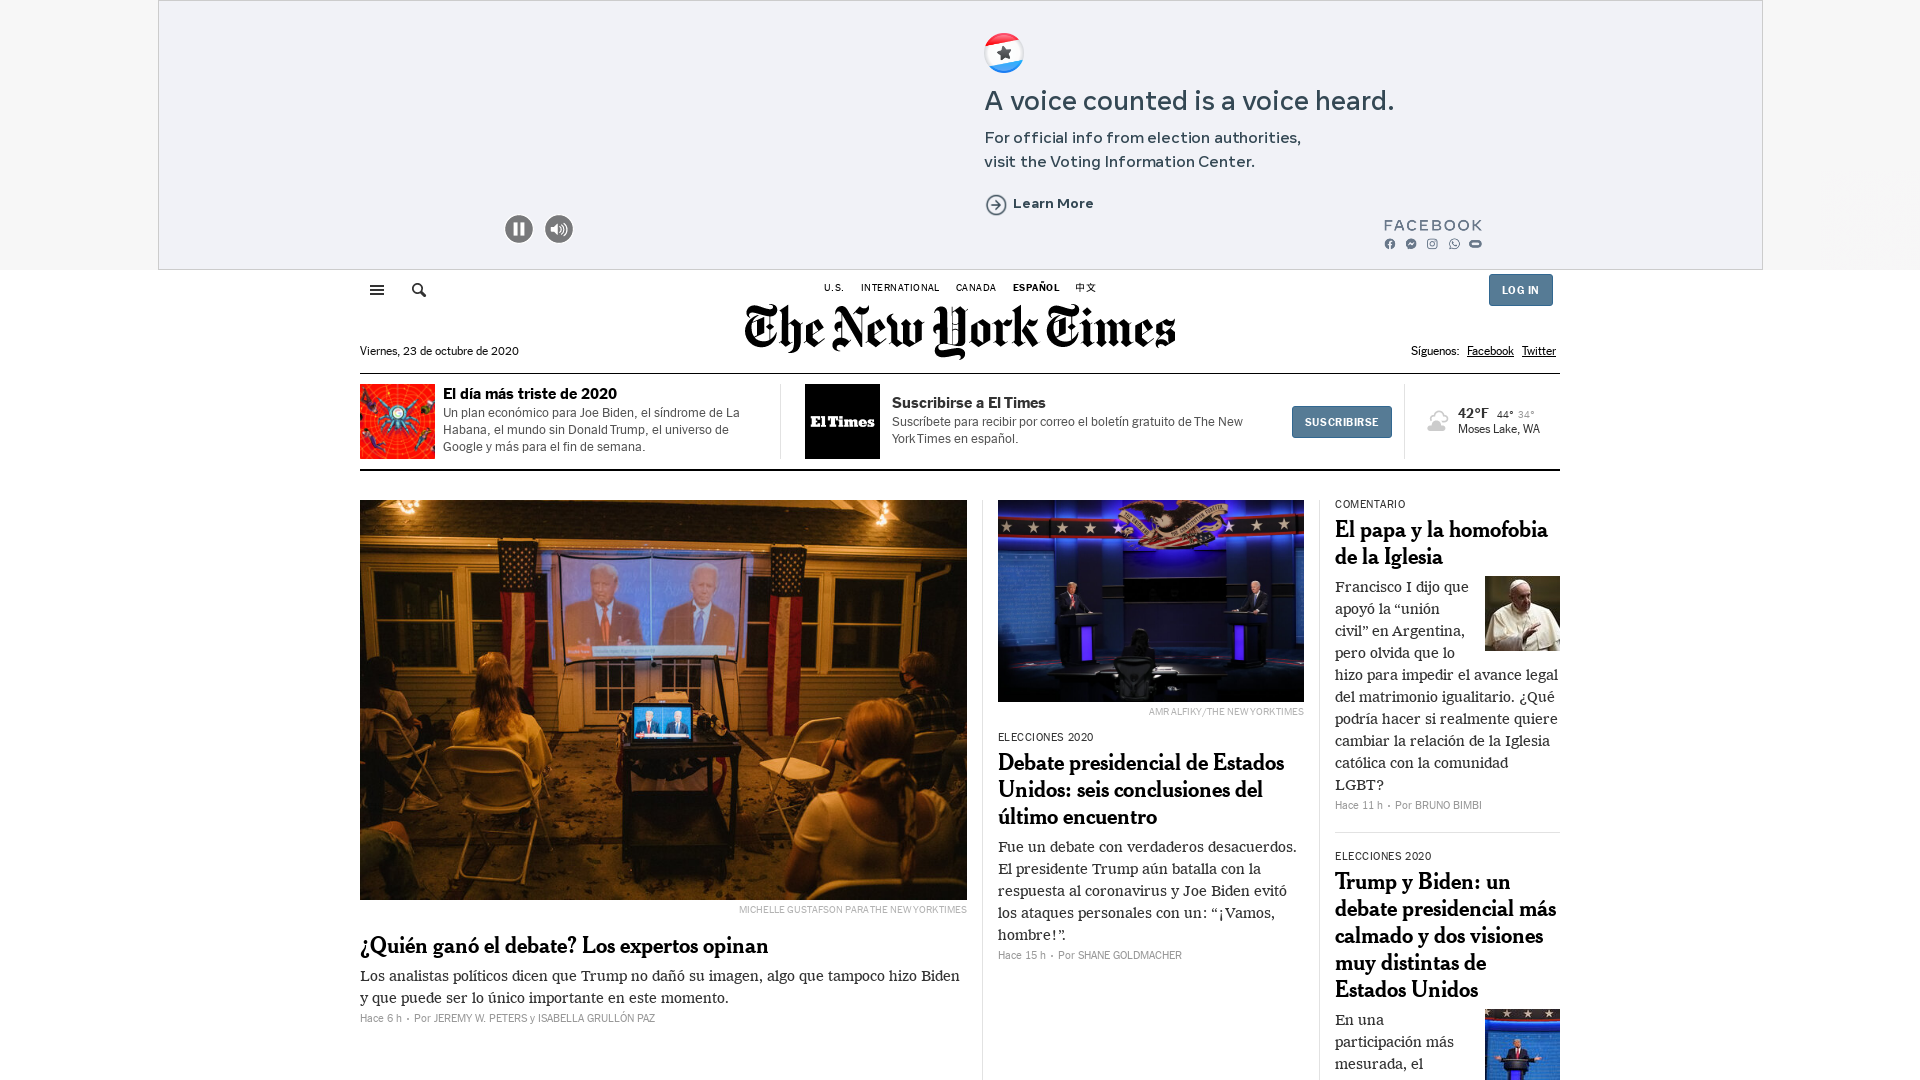 A voice counted is a voice heard.
For official info from election authorities,
visit the Voting Information Center.
Learn More
FACEBOOK
U.S. INTERNATIONAL CANADA ESPAÑOL 中文
LOG IN
The New York Times
Viernes, 23 de octubre de 2020
Síguenos: Facebook Twitter
El día más triste de 2020
Un plan económico para Joe Biden, el síndrome de La
Habana, el mundo sin Donald Trump, el universo de
Google y más para el fin de semana.
El Times
Suscribirse a El Times
Suscríbete para recibir por correo el boletín gratuito de The New
York Times en español.
SUSCRIBIRSE
42°F 44° 34°
Moses Lake, WA
MICHELLE GUSTAFSON PARA THE NEW YORK TIMES
¿Quién ganó el debate? Los expertos opinan
Los analistas políticos dicen que Trump no dañó su imagen, algo que tampoco hizo Biden
y que puede ser lo único importante en este momento.
Hace 6 h • Por JEREMY W. PETERS y ISABELLA GRULLÓN PAZ
AMR ALFIKY/THE NEW YORK TIMES
ELECCIONES 2020
Debate presidencial de Estados
Unidos: seis conclusiones del
último encuentro
Fue un debate con verdaderos desacuerdos.
El presidente Trump aún batalla con la
respuesta al coronavirus y Joe Biden evitó
los ataques personales con un: “¡Vamos,
hombre!”.
Hace 15 h • Por SHANE GOLDMACHER
COMENTARIO
El papa y la homofobia
de la Iglesia
Francisco I dijo que
apoyó la “unión
civil” en Argentina,
pero olvida que lo
hizo para impedir el avance legal
del matrimonio igualitario. ¿Qué
podría hacer si realmente quiere
cambiar la relación de la Iglesia
católica con la comunidad
LGBT?
Hace 11 h • Por BRUNO BIMBI
ELECCIONES 2020
Trump y Biden: un
debate presidencial más
calmado y dos visiones
muy distintas de
Estados Unidos
En una
participación más
mesurada, el